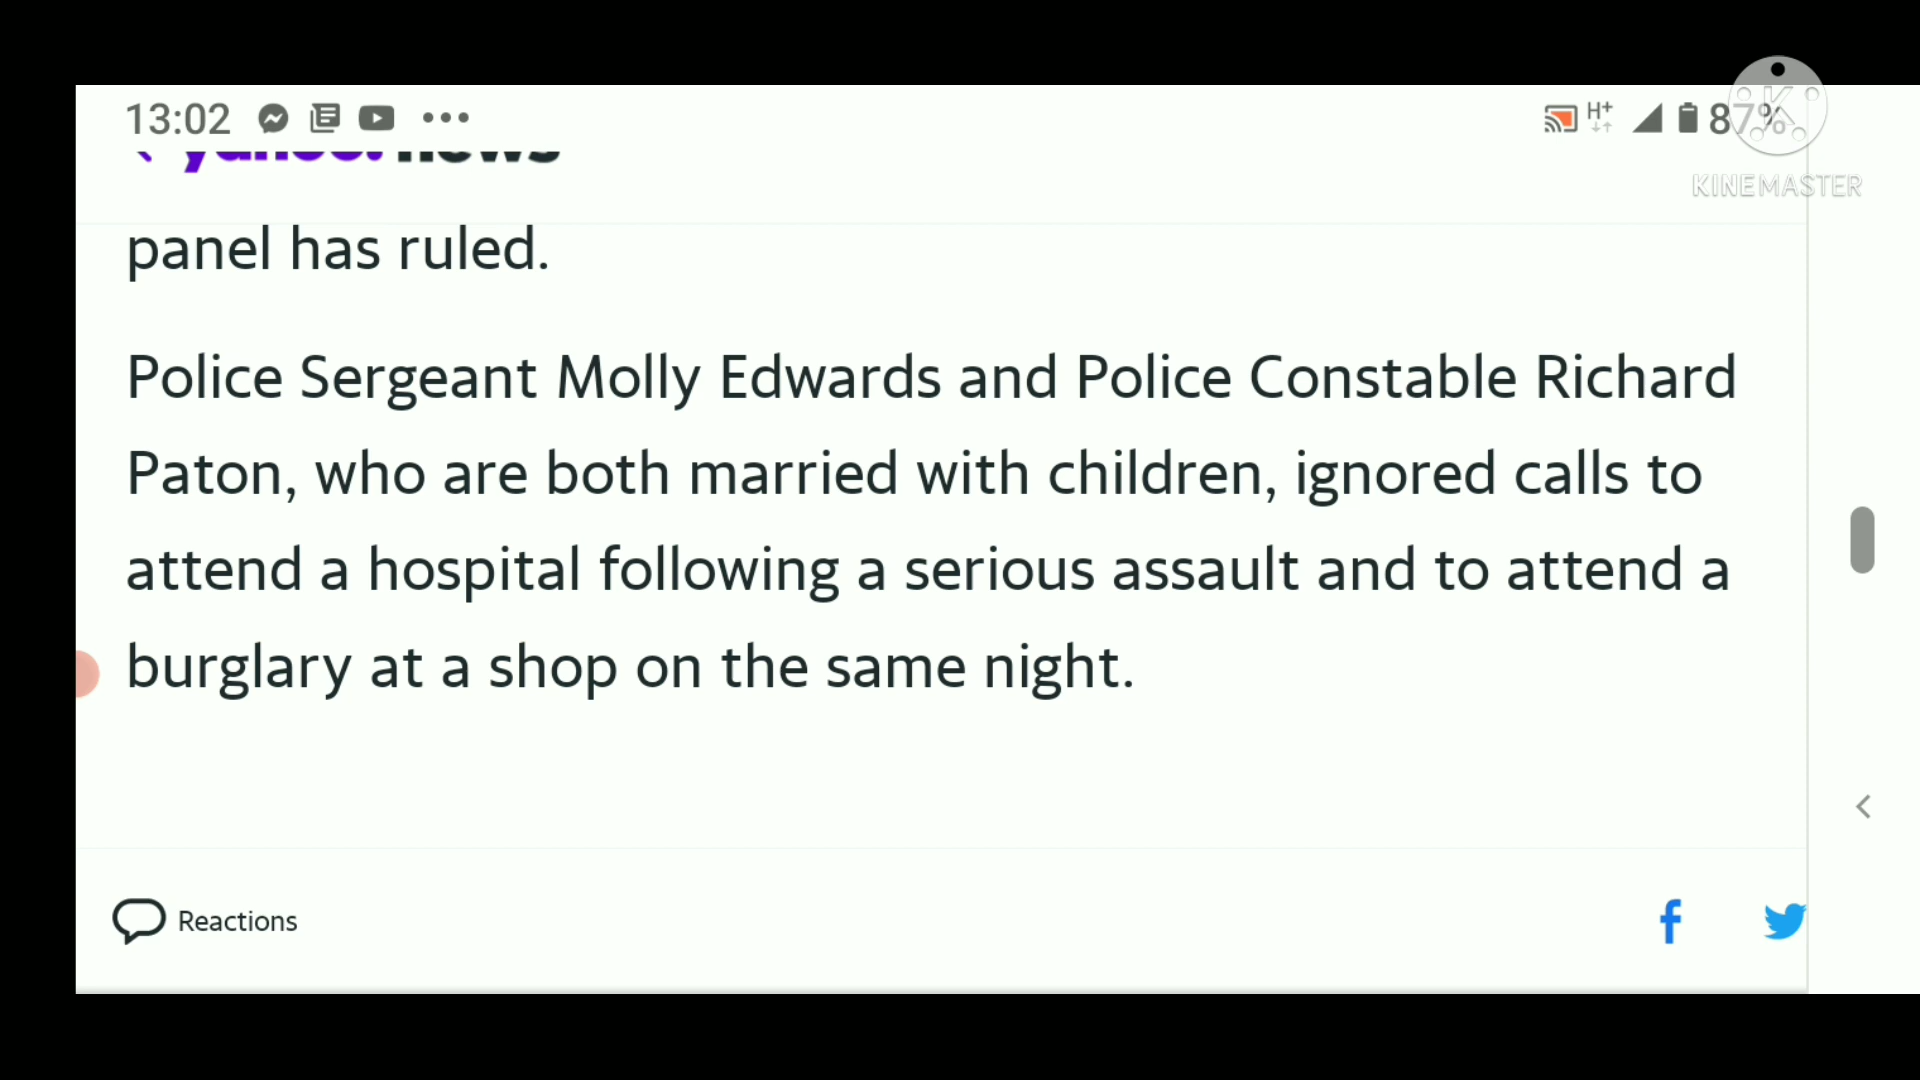 13:02
87%
KINEMASTER
yahoo! news
panel has ruled.
Police Sergeant Molly Edwards and Police Constable Richard
Paton, who are both married with children, ignored calls to
attend a hospital following a serious assault and to attend a
burglary at a shop on the same night.
Reactions